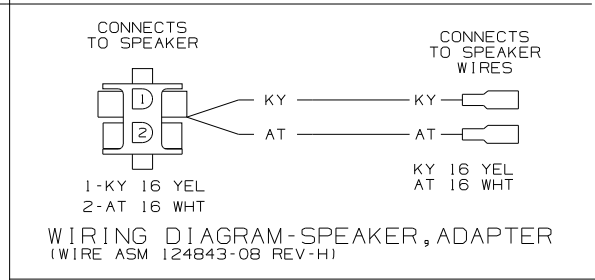 CONNECTS
TO SPEAKER
CONNECTS
TO SPEAKER
WIRES
1
KY
KY
2
AT
AT
1-KY 16 YEL
2-AT 16 WHT
KY 16 YEL
AT 16 WHT
WIRING DIAGRAM-SPEAKER,ADAPTER
(WIRE ASM 124843-08 REV-H)